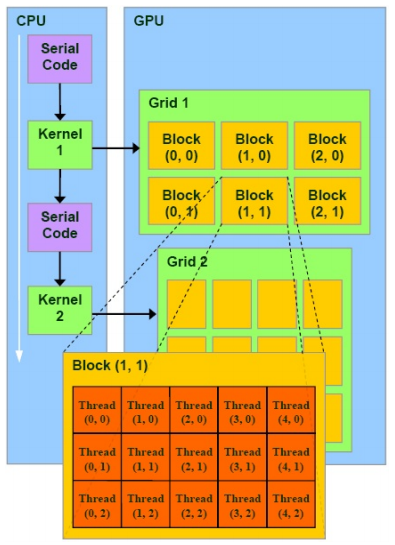 CPU
GPU
Serial
Code
Kernel
1
Serial
Code
Kernel
2
Grid 1
Block
(0, 0)
Block
(1, 0)
Block
(2, 0)
Block
(0, 1)
Block
(1, 1)
Block
(2, 1)
Grid 2
Block (1, 1)
Thread
(0, 0)
Thread
(1, 0)
Thread
(2, 0)
Thread
(3, 0)
Thread
(4, 0)
Thread
(0, 1)
Thread
(1, 1)
Thread
(2, 1)
Thread
(3, 1)
Thread
(4, 1)
Thread
(0, 2)
Thread
(1, 2)
Thread
(2, 2)
Thread
(3, 2)
Thread
(4, 2)